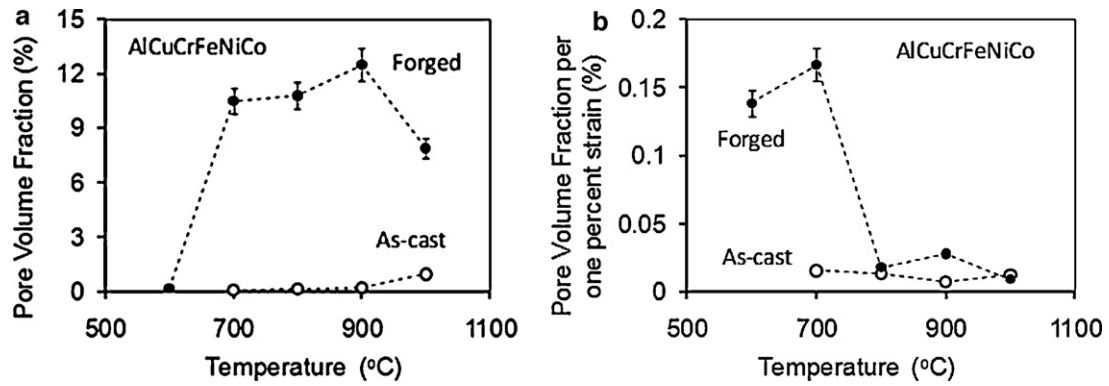 a
Pore Volume Fraction (%)
15
12
9
6
3
0
AlCuCrFeNiCo
Forged
As-cast
500 700 900 1100
Temperature (ºC)
b
Pore Volume Fraction per
one percent strain (%)
0.2
0.15
0.1
0.05
0
AlCuCrFeNiCo
Forged
As-cast
500 700 900 1100
Temperature (ºC)